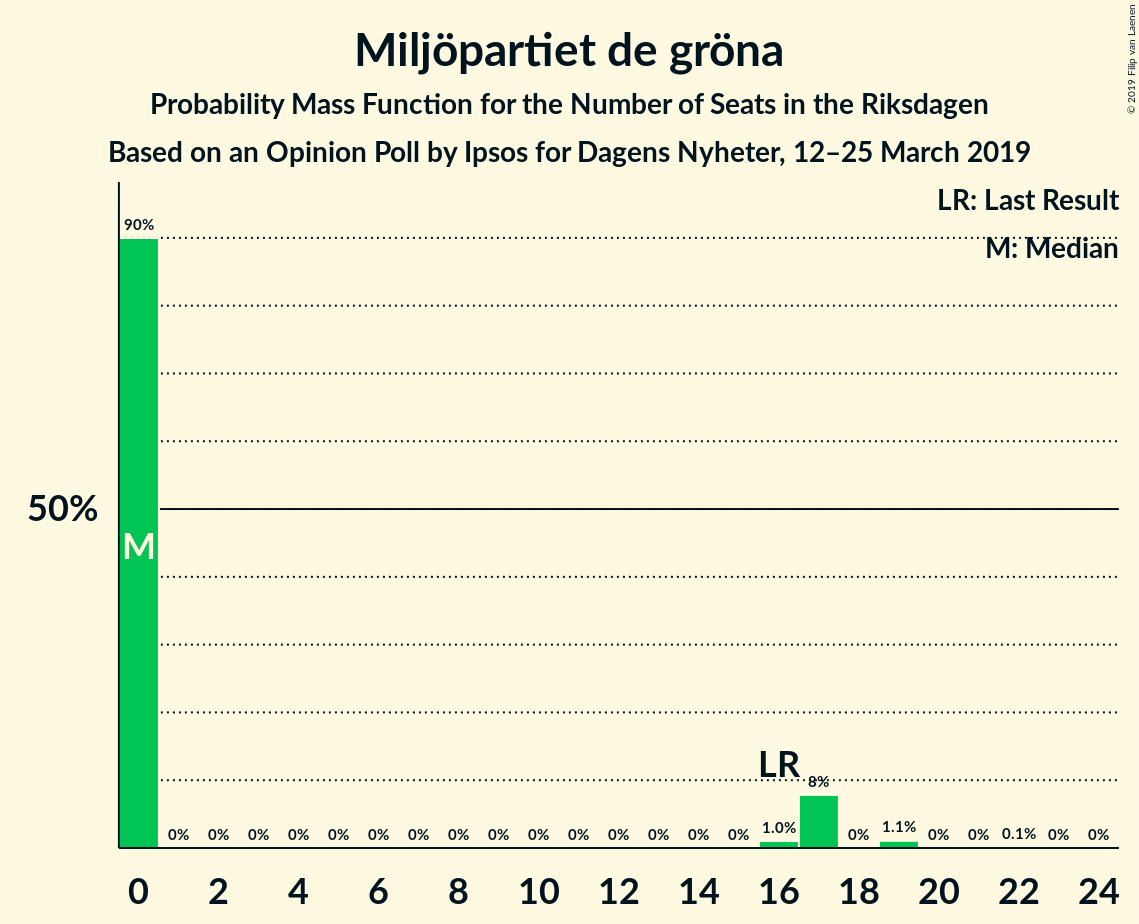 Miljöpartiet de gröna
Probability Mass Function for the Number of Seats in the Riksdagen
Based on an Opinion Poll by Ipsos for Dagens Nyheter, 12–25 March 2019
© 2019 Filip van Laenen
LR: Last Result
M: Median
90%
50%
M
LR
0% 0% 0% 0% 0% 0% 0% 0% 0% 0% 0% 0% 0% 0% 0% 1.0% 8% 0% 1.1% 0% 0% 0.1% 0% 0%
0 2 4 6 8 10 12 14 16 18 20 22 24